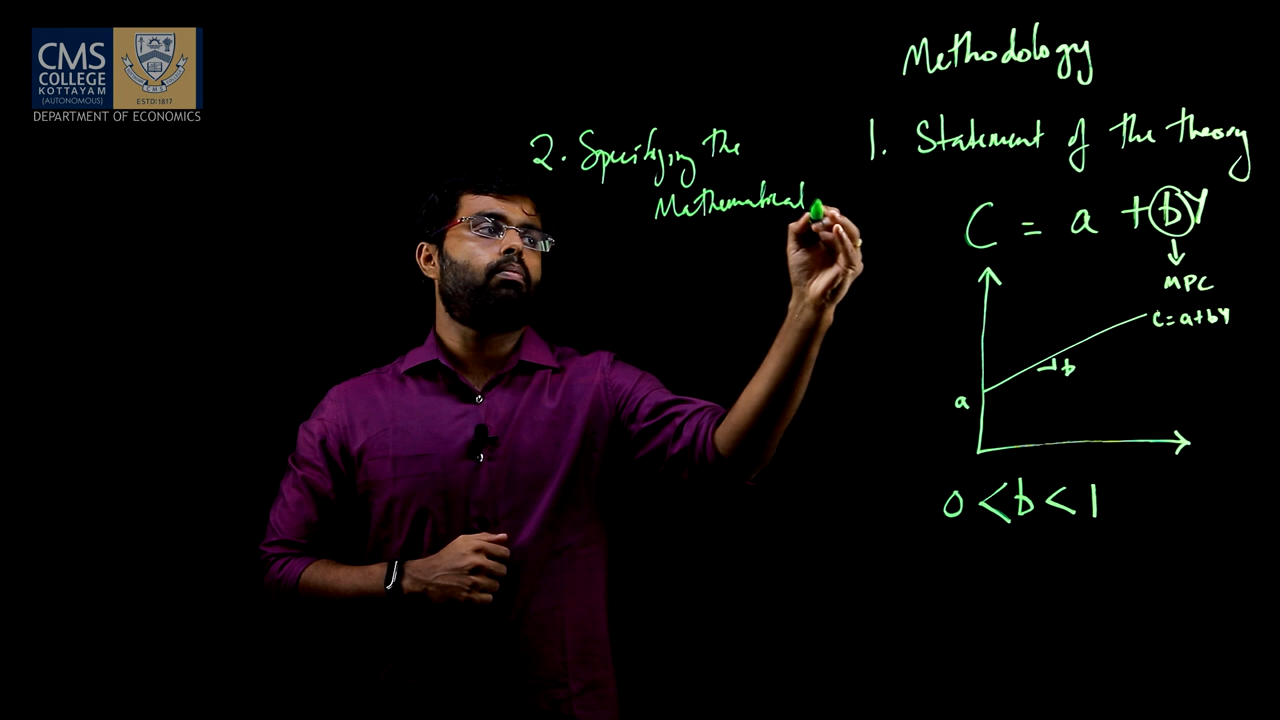 CMS
COLLEGE
KOTTAYAM
(AUTONOMOUS)
ESTD:1817
DEPARTMENT OF ECONOMICS
Methodology
1. Statement of the theory
C = a + bY
MPC
C = a + bY
b
a
0 < b < 1
2. Specifying the
Mathematical